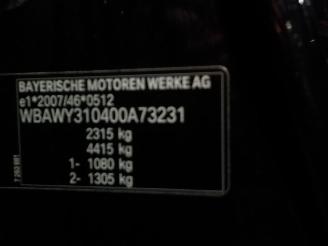 BAYERISCHE MOTOREN WERKE AG
e1*2007/46*0512
WBAWY310400A73231
2315 kg
4415 kg
1- 1080 kg
2- 1305 kg